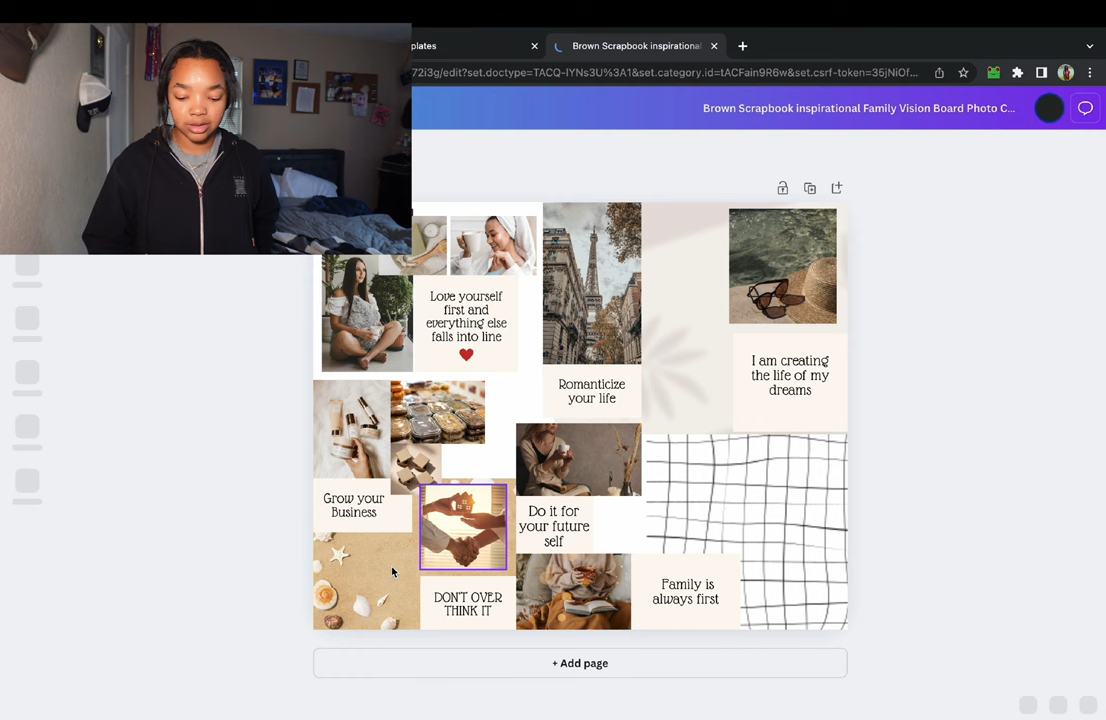 plates
Brown Scrapbook inspirational
72i3g/edit?set.doctype=TACQ-IYNs3U%3A1&set.category.id=tACFain9R6w&set.csrf-token=35jNiOf...
Brown Scrapbook inspirational Family Vision Board Photo C...
Love yourself
first and
everything else
falls into line
Romanticize
your life
I am creating
the life of my
dreams
Grow your
Business
Do it for
your future
self
DON'T OVER
THINK IT
Family is
always first
+ Add page